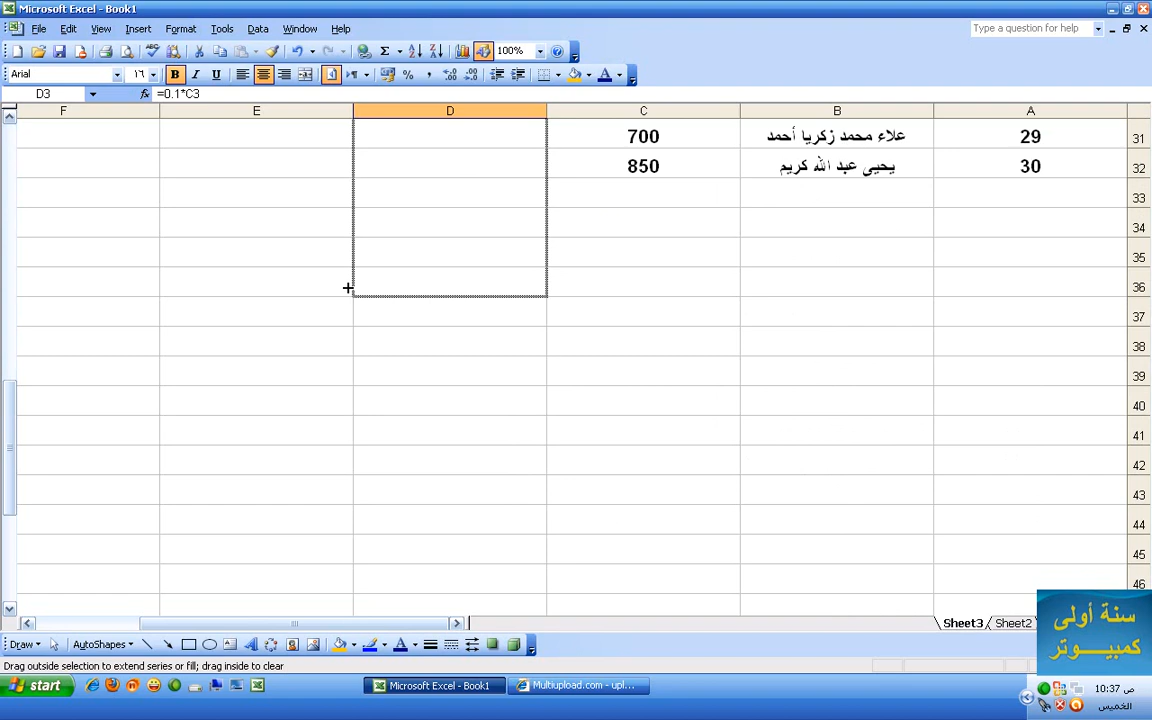 Microsoft Excel - Book1
File Edit View Insert Format Tools Data Window Help
Type a question for help
100%
Arial ١٦ B I U
D3 fx =0.1*C3
F E D C B A
700 علاء محمد زكريا أحمد 29 31
850 يحيى عبد الله كريم 30 32
33
34
35
36
37
38
39
40
41
42
43
44
45
46
Sheet3 Sheet2
سنة أولى
كمبيوتر
Draw AutoShapes
Drag outside selection to extend series or fill; drag inside to clear
start Microsoft Excel - Book1 Multiupload.com - upl... 10:37 ص
الخميس